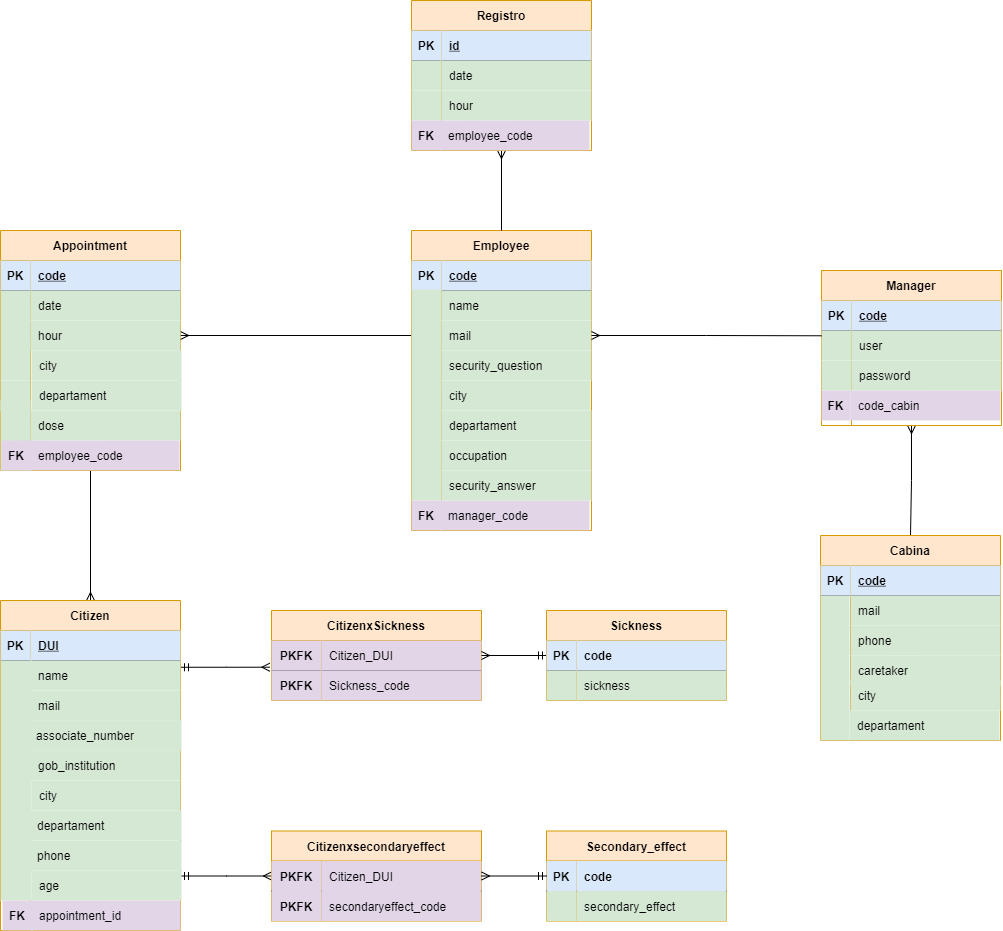 Registro
PK id
date
hour
FK employee_code
Appointment
PK code
date
hour
city
departament
dose
FK employee_code
Employee
PK code
name
mail
security_question
city
departament
occupation
security_answer
FK manager_code
Manager
PK code
user
password
FK code_cabin
Cabina
PK code
mail
phone
caretaker
city
departament
Citizen
PK DUI
name
mail
associate_number
gob_institution
city
departament
phone
age
FK appointment_id
CitizenxSickness
PKFK Citizen_DUI
PKFK Sickness_code
Sickness
PK code
sickness
Citizenxsecondaryeffect
PKFK Citizen_DUI
PKFK secondaryeffect_code
Secondary_effect
PK code
secondary_effect